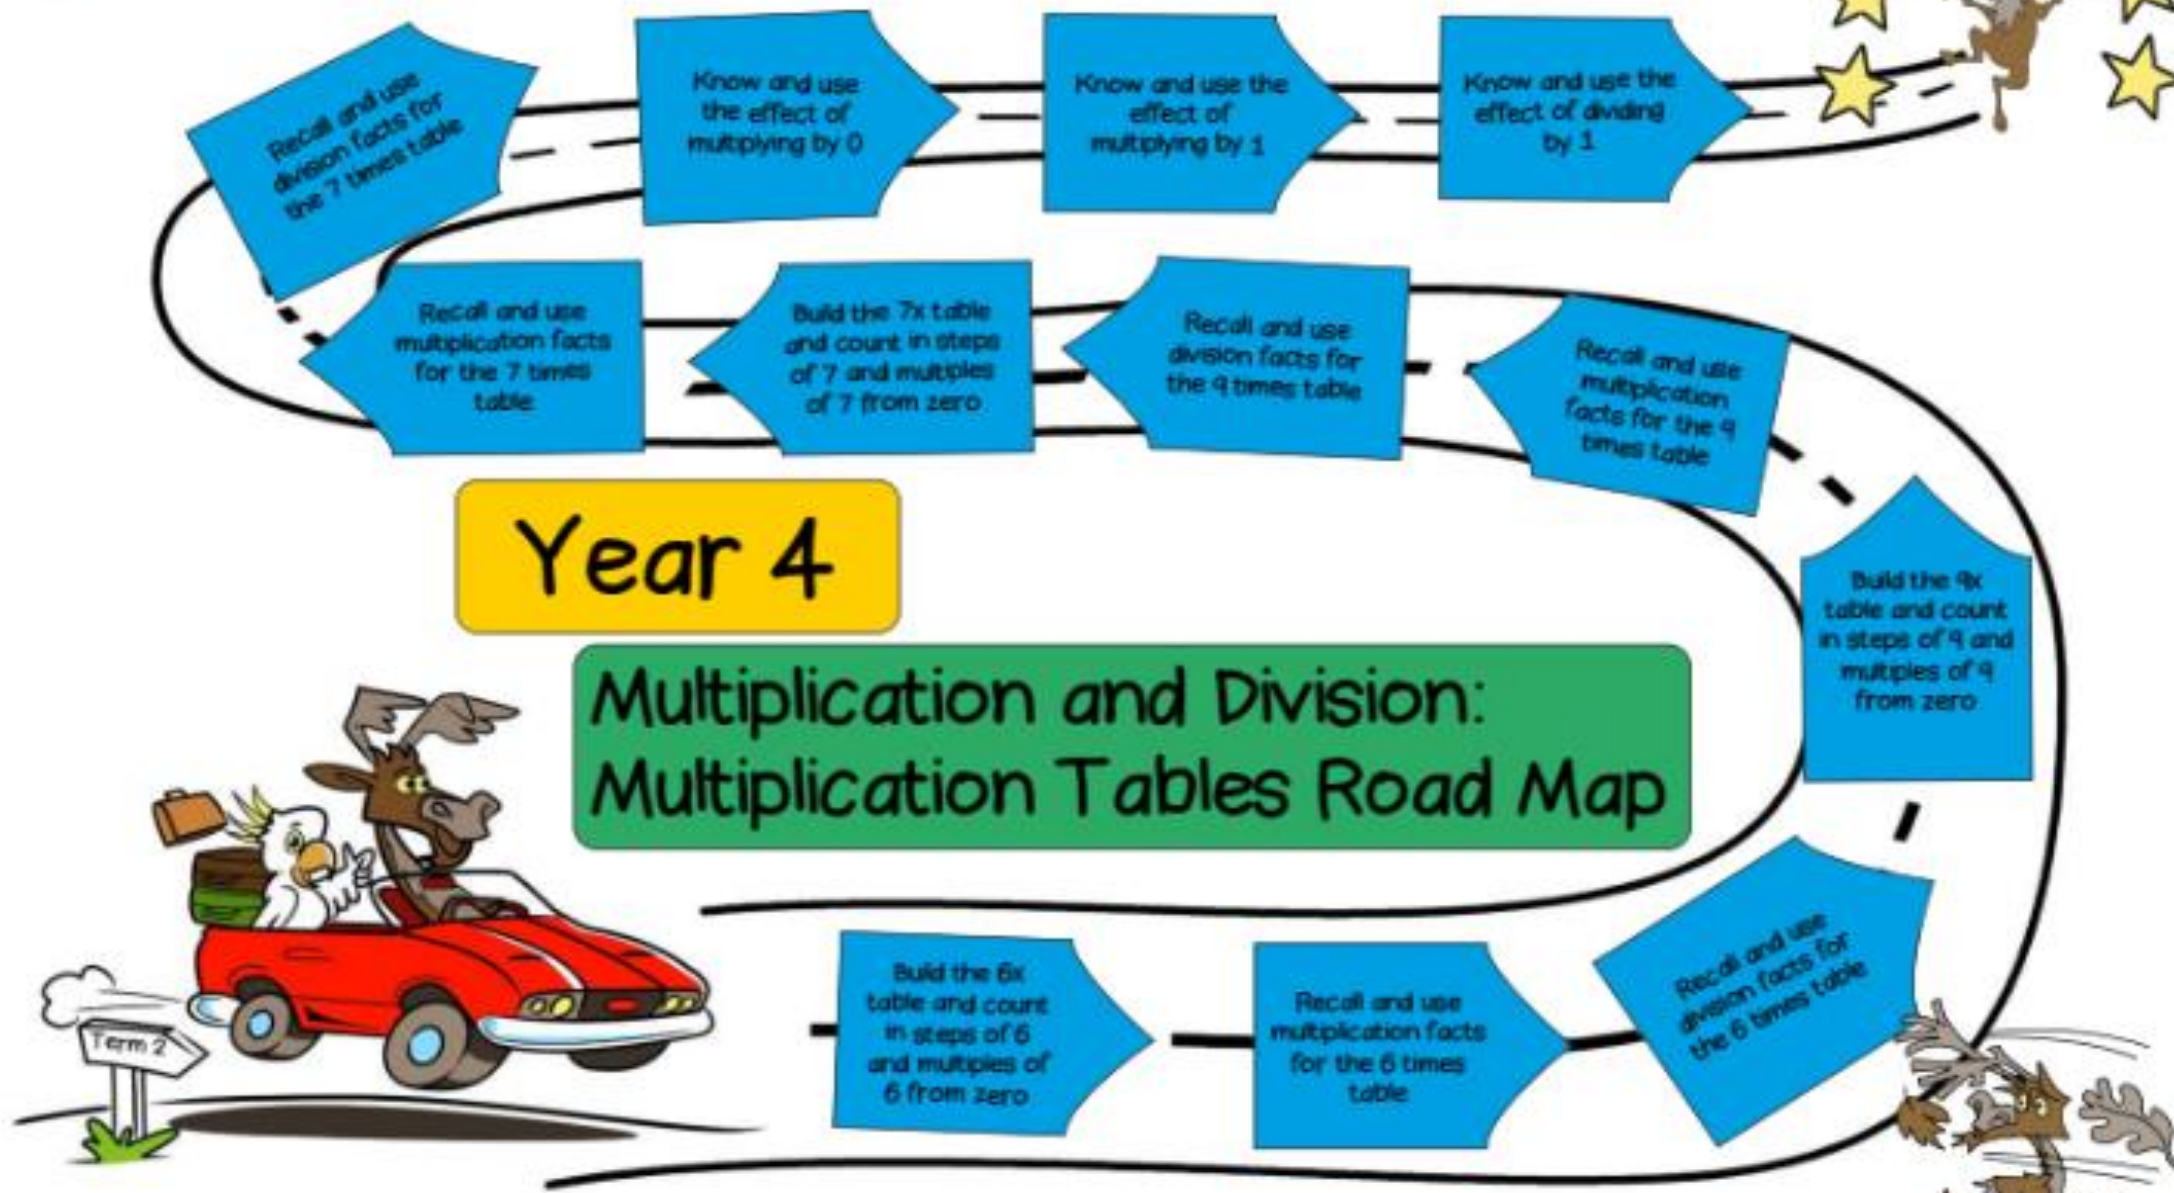 Recall and use
division facts for
the 7 times table
Know and use
the effect of
multiplying by 0
Know and use the
effect of
multiplying by 1
Know and use the
effect of dividing
by 1
Recall and use
multiplication facts
for the 7 times
table
Build the 7x table
and count in steps
of 7 and multiples
of 7 from zero
Recall and use
division facts for
the 9 times table
Recall and use
multiplication
facts for the 9
times table
Year 4
Build the 9x
table and count
in steps of 9 and
multiples of 9
from zero
Multiplication and Division:
Multiplication Tables Road Map
Term 2
Build the 6x
table and count
in steps of 6
and multiples of
6 from zero
Recall and use
multiplication facts
for the 6 times
table
Recall and use
division facts for
the 6 times table